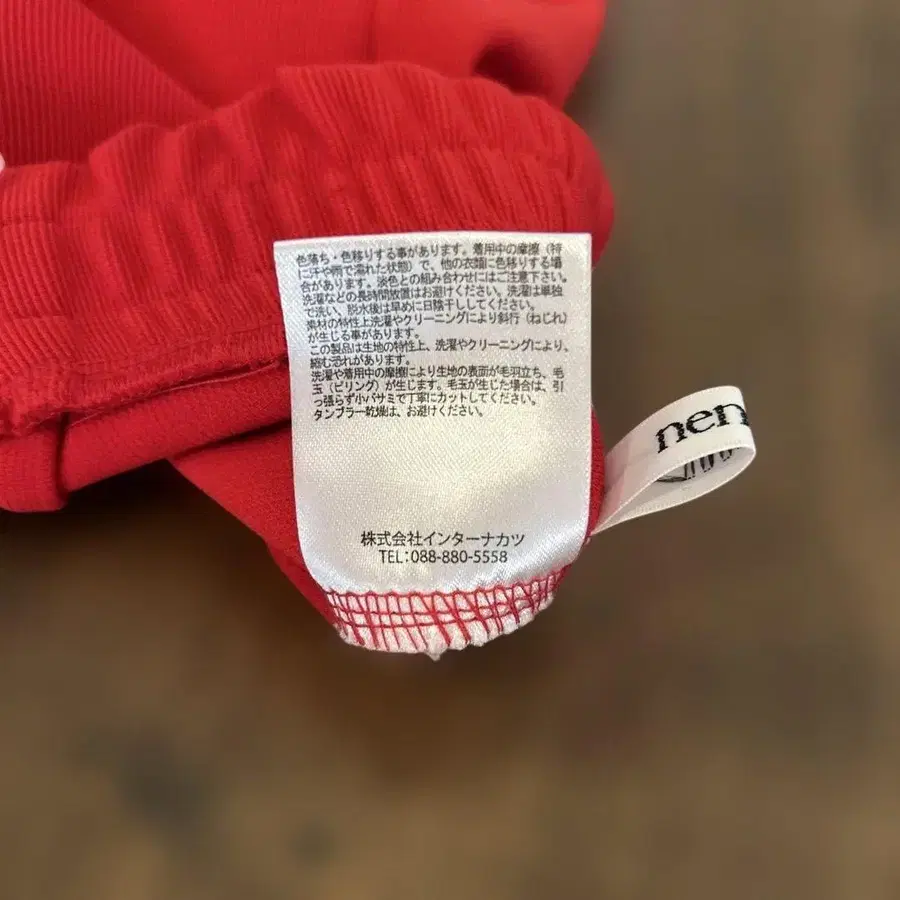 色落ち・色移りする事があります。着用中の摩擦（特
に汗や雨で濡れた状態）で、他の衣類に色移りする場
合があります。淡色との組み合わせにはご注意下さい。
洗濯などの長時間放置はお避けください。洗濯は単独
で洗い、脱水後は早めに日陰干ししてください。
素材の特性上洗濯やクリーニングにより斜行（ねじれ）
が生じる事があります。
この製品は生地の特性上、洗濯やクリーニングにより、
縮む恐れがあります。
洗濯や着用中の摩擦により生地の表面が毛羽立ち、毛
玉（ピリング）が生じます。毛玉が生じた場合は、引
っ張らず小バサミで丁寧にカットしてください。
タンブラー乾燥は、お避けください。
nen
株式会社インターナカツ
TEL：088-880-5558